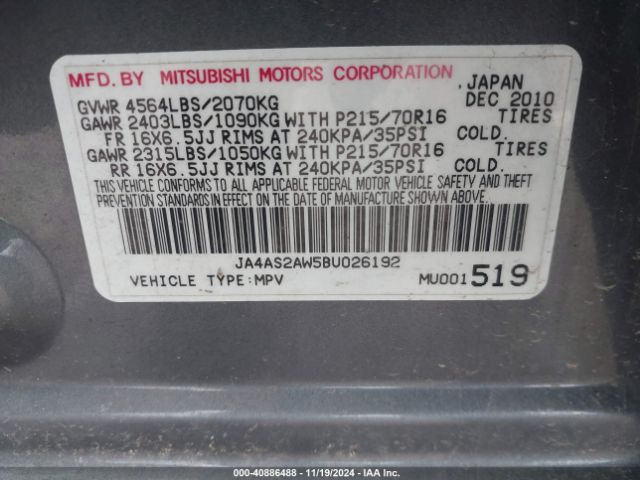 MFD. BY MITSUBISHI MOTORS CORPORATION, JAPAN
GVWR 4564LBS/2070KG DEC 2010
GAWR 2403LBS/1090KG WITH P215/70R16 TIRES
FR 16X6.5JJ RIMS AT 240KPA/35PSI COLD.
GAWR 2315LBS/1050KG WITH P215/70R16 TIRES
RR 16X6.5JJ RIMS AT 240KPA/35PSI COLD.
THIS VEHICLE CONFORMS TO ALL APPLICABLE FEDERAL MOTOR VEHICLE SAFETY AND THEFT
PREVENTION STANDARDS IN EFFECT ON THE DATE OF MANUFACTURE SHOWN ABOVE.
JA4AS2AW5BU026192
VEHICLE TYPE:MPV MU001519
000-40886488 - 11/19/2024 - IAA Inc.